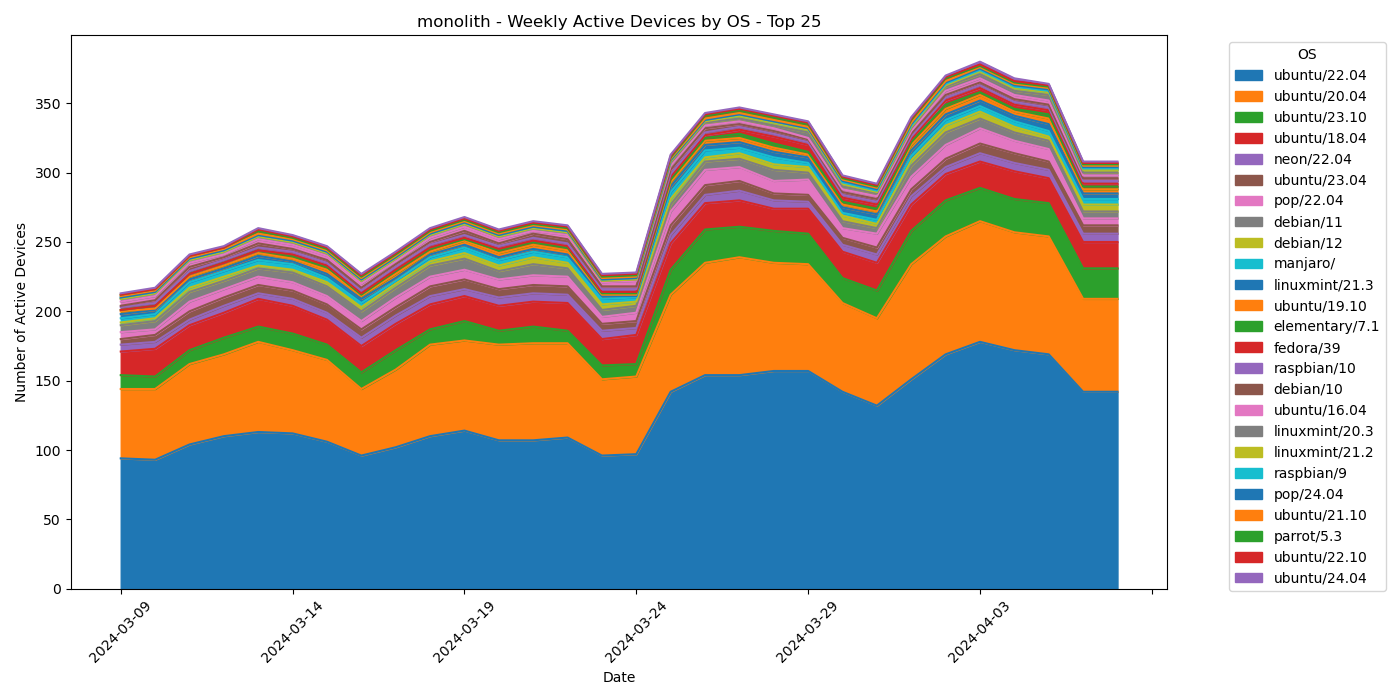 monolith - Weekly Active Devices by OS - Top 25
Number of Active Devices
350
300
250
200
150
100
50
0
2024-03-09
2024-03-14
2024-03-19
2024-03-24
2024-03-29
2024-04-03
Date
OS
ubuntu/22.04
ubuntu/20.04
ubuntu/23.10
ubuntu/18.04
neon/22.04
ubuntu/23.04
pop/22.04
debian/11
debian/12
manjaro/
linuxmint/21.3
ubuntu/19.10
elementary/7.1
fedora/39
raspbian/10
debian/10
ubuntu/16.04
linuxmint/20.3
linuxmint/21.2
raspbian/9
pop/24.04
ubuntu/21.10
parrot/5.3
ubuntu/22.10
ubuntu/24.04